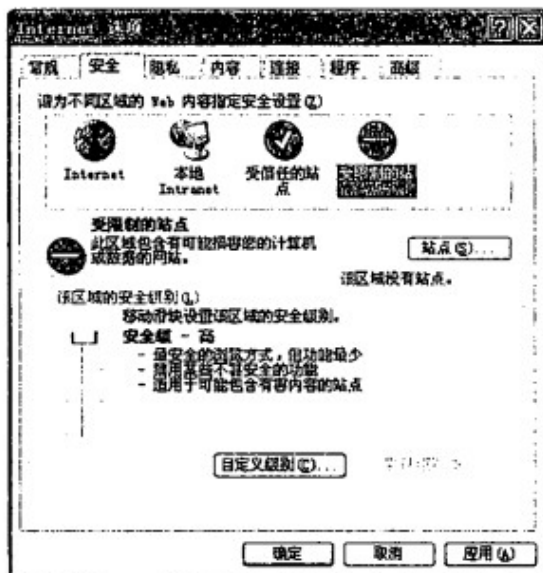 Internet 选项
常规 安全 隐私 内容 连接 程序 高级
请为不同区域的 Web 内容指定安全设置(Z)
Internet 本地 Intranet 受信任的站点 受限制的站
受限制的站点
此区域包含有可能损害您的计算机
或数据的网站。
站点(S)...
该区域没有站点。
该区域的安全级别(L)
移动滑块设置该区域的安全级别。
安全级 - 高
- 最安全的浏览方式，但功能最少
- 禁用某些不甚安全的功能
- 适用于可能包含有害内容的站点
自定义级别(C)...
确定 取消 应用(A)